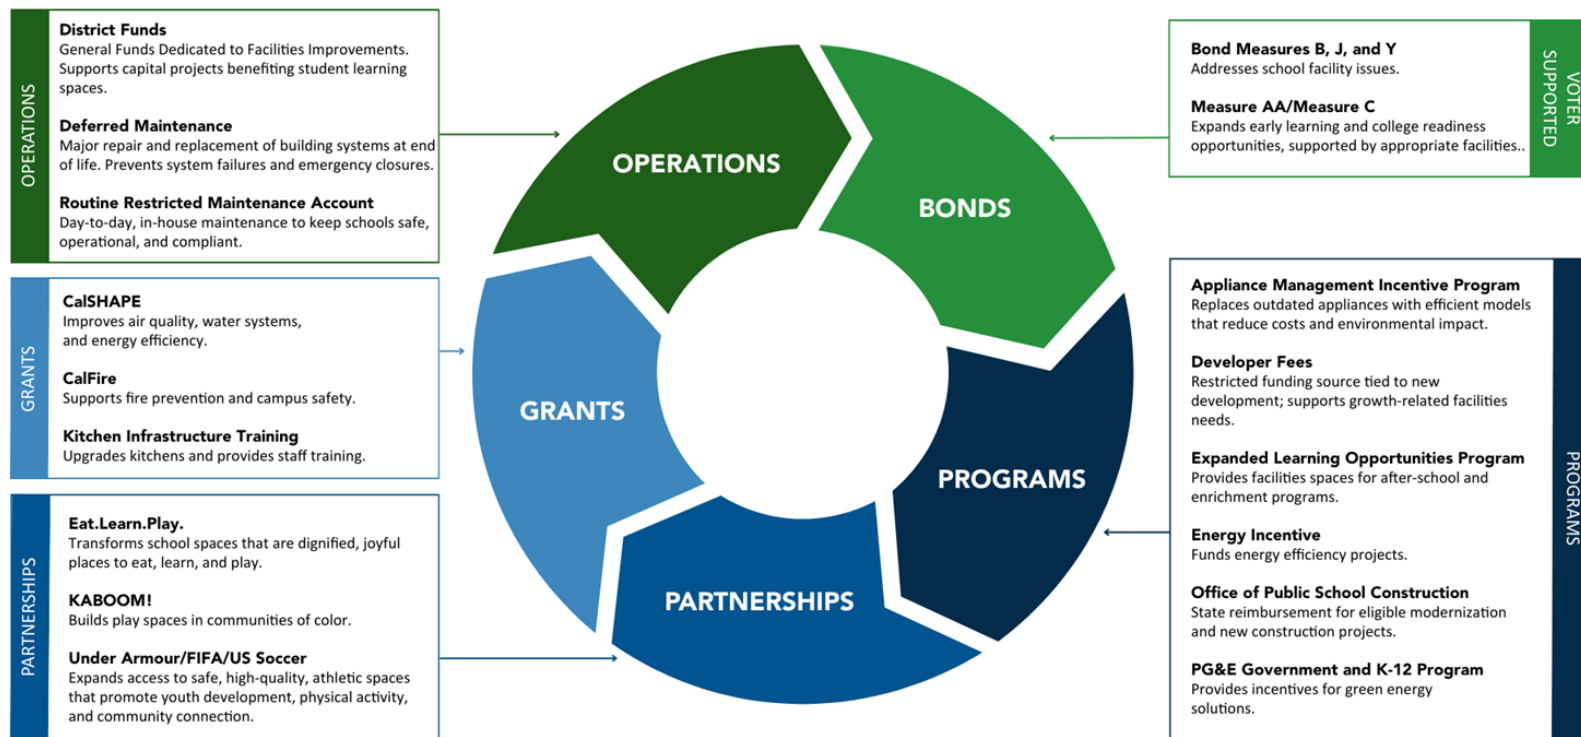 OPERATIONS
District Funds
General Funds Dedicated to Facilities Improvements.
Supports capital projects benefiting student learning
spaces.
Deferred Maintenance
Major repair and replacement of building systems at end
of life. Prevents system failures and emergency closures.
Routine Restricted Maintenance Account
Day-to-day, in-house maintenance to keep schools safe,
operational, and compliant.
GRANTS
CalSHAPE
Improves air quality, water systems,
and energy efficiency.
CalFire
Supports fire prevention and campus safety.
Kitchen Infrastructure Training
Upgrades kitchens and provides staff training.
PARTNERSHIPS
Eat.Learn.Play.
Transforms school spaces that are dignified, joyful
places to eat, learn, and play.
KABOOM!
Builds play spaces in communities of color.
Under Armour/FIFA/US Soccer
Expands access to safe, high-quality, athletic spaces
that promote youth development, physical activity,
and community connection.
OPERATIONS
BONDS
GRANTS
PROGRAMS
PARTNERSHIPS
VOTER
SUPPORTED
Bond Measures B, J, and Y
Addresses school facility issues.
Measure AA/Measure C
Expands early learning and college readiness
opportunities, supported by appropriate facilities..
PROGRAMS
Appliance Management Incentive Program
Replaces outdated appliances with efficient models
that reduce costs and environmental impact.
Developer Fees
Restricted funding source tied to new
development; supports growth-related facilities
needs.
Expanded Learning Opportunities Program
Provides facilities spaces for after-school and
enrichment programs.
Energy Incentive
Funds energy efficiency projects.
Office of Public School Construction
State reimbursement for eligible modernization
and new construction projects.
PG&E Government and K-12 Program
Provides incentives for green energy
solutions.